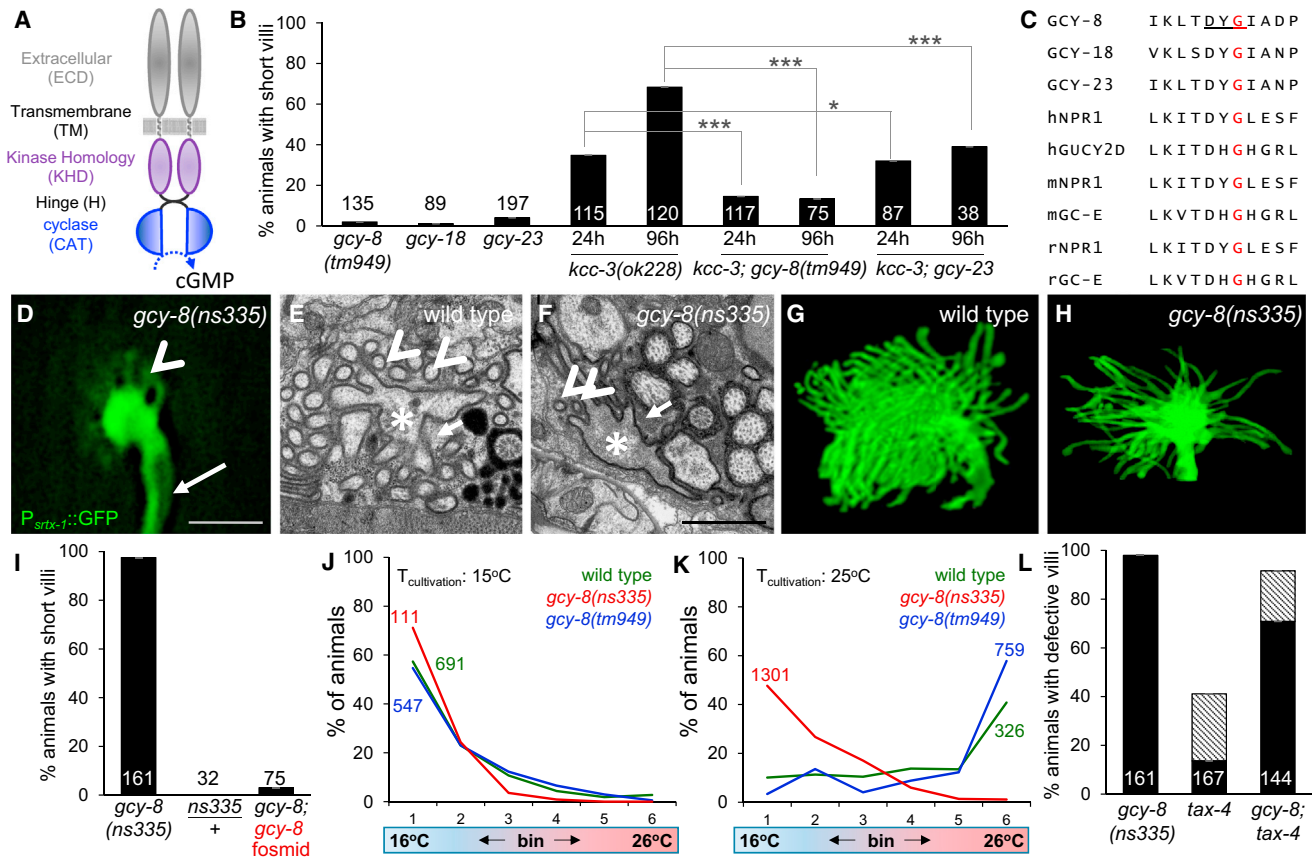 A
Extracellular
(ECD)
Transmembrane
(TM)
Kinase Homology
(KHD)
Hinge (H)
cyclase
(CAT)
cGMP
B
% animals with short villi
100
80
60
40
20
0
135
89
197
115
120
117
75
87
38
***
***
*
***
gcy-8
(tm949)
gcy-18
gcy-23
24h
96h
24h
96h
24h
96h
kcc-3(ok228)
kcc-3; gcy-8(tm949)
kcc-3; gcy-23
C
GCY-8 IKLTDYGIADP
GCY-18 VKLSDYGIANP
GCY-23 IKLTDYGIANP
hNPR1 LKITDYGLESF
hGUCY2D LKITDHGHGRL
mNPR1 LKITDYGLESF
mGC-E LKVTDHGHGRL
rNPR1 LKITDYGLESF
rGC-E LKVTDHGHGRL
D
gcy-8(ns335)
Psrtx-1::GFP
E
wild type
*
F
gcy-8(ns335)
*
G
wild type
H
gcy-8(ns335)
I
% animals with short villi
100
80
60
40
20
0
161
32
75
gcy-8
(ns335)
ns335
+
gcy-8;
gcy-8
fosmid
J
% of animals
100
80
60
40
20
0
Tcultivation: 15ºC
wild type
gcy-8(ns335)
gcy-8(tm949)
111
691
547
1 2 3 4 5 6
16ºC ← bin → 26ºC
K
% of animals
100
80
60
40
20
0
Tcultivation: 25ºC
wild type
gcy-8(ns335)
gcy-8(tm949)
1301
759
326
1 2 3 4 5 6
16ºC ← bin → 26ºC
L
% animals with defective villi
100
80
60
40
20
0
161
167
144
gcy-8
(ns335)
tax-4
gcy-8;
tax-4